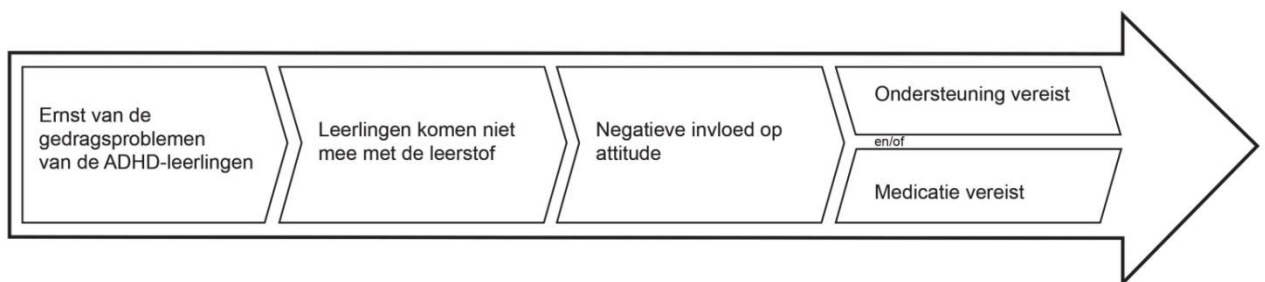 Ernst van de
gedragsproblemen
van de ADHD-leerlingen
Leerlingen komen niet
mee met de leerstof
Negatieve invloed op
attitude
Ondersteuning vereist
en/of
Medicatie vereist